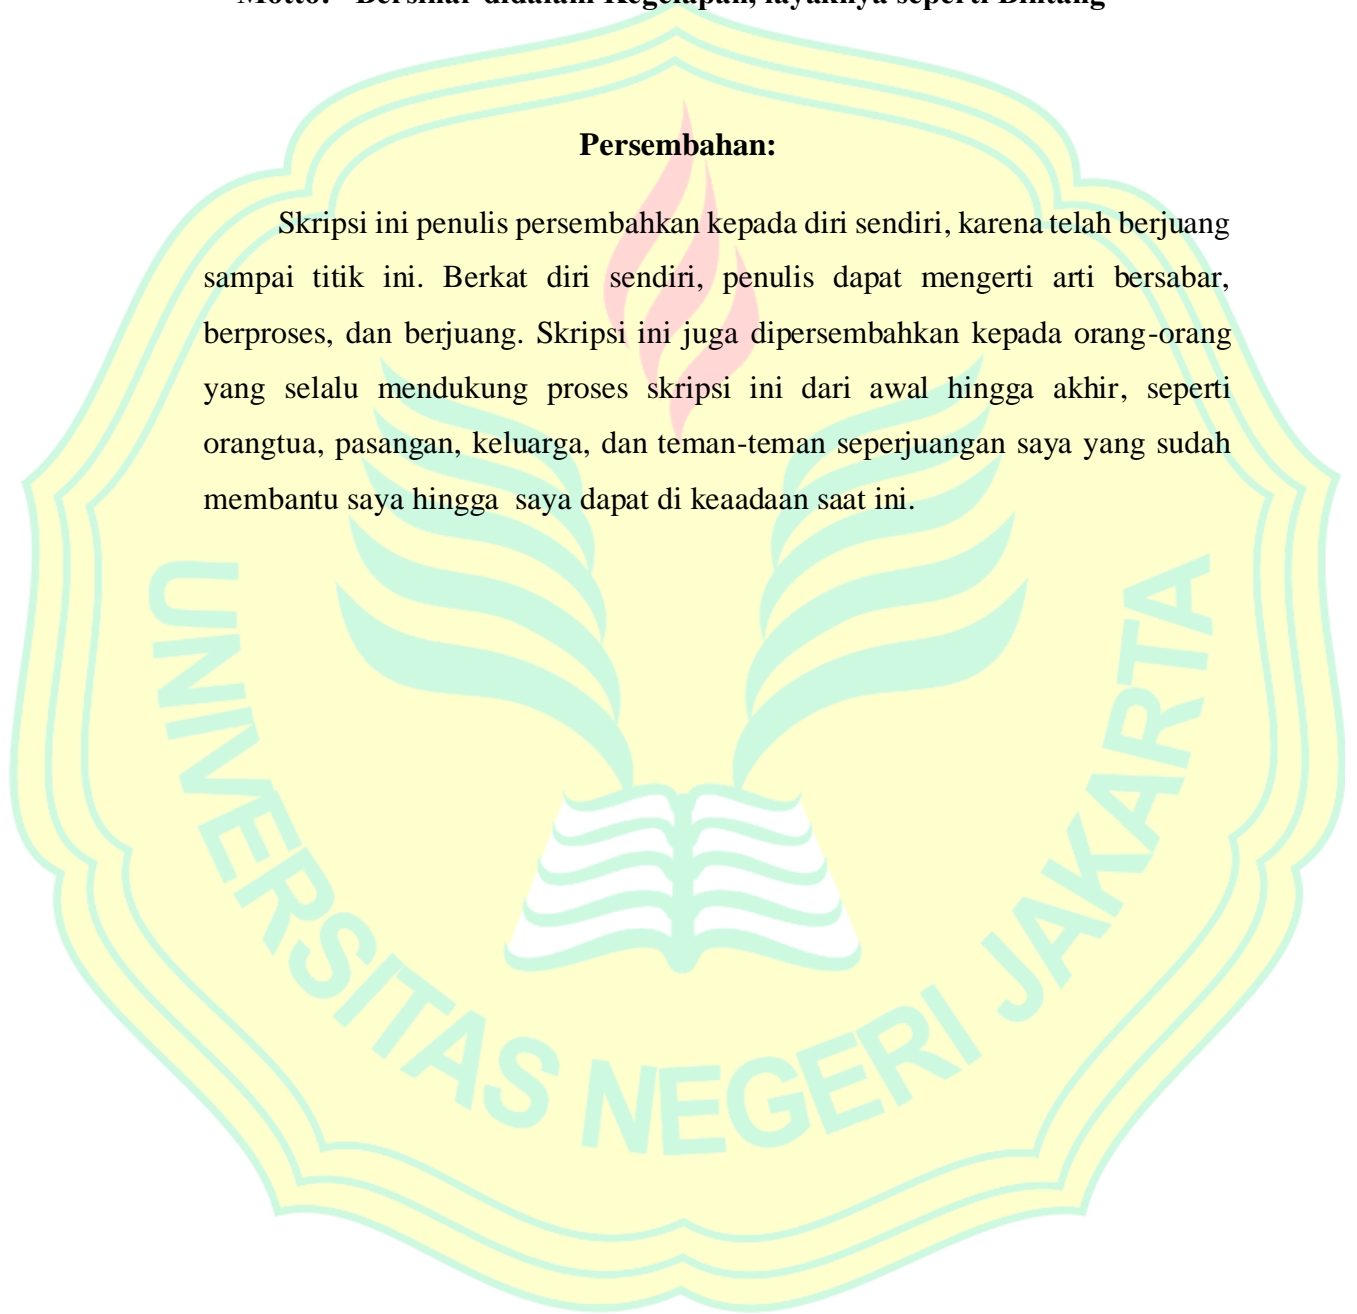 Motto: "Bersinar didalam Kegelapan, layaknya seperti Bintang"
Persembahan:
Skripsi ini penulis persembahkan kepada diri sendiri, karena telah berjuang
sampai titik ini. Berkat diri sendiri, penulis dapat mengerti arti bersabar,
berproses, dan berjuang. Skripsi ini juga dipersembahkan kepada orang-orang
yang selalu mendukung proses skripsi ini dari awal hingga akhir, seperti
orangtua, pasangan, keluarga, dan teman-teman seperjuangan saya yang sudah
membantu saya hingga  saya dapat di keaadaan saat ini.
UNIVERSITAS NEGERI JAKARTA